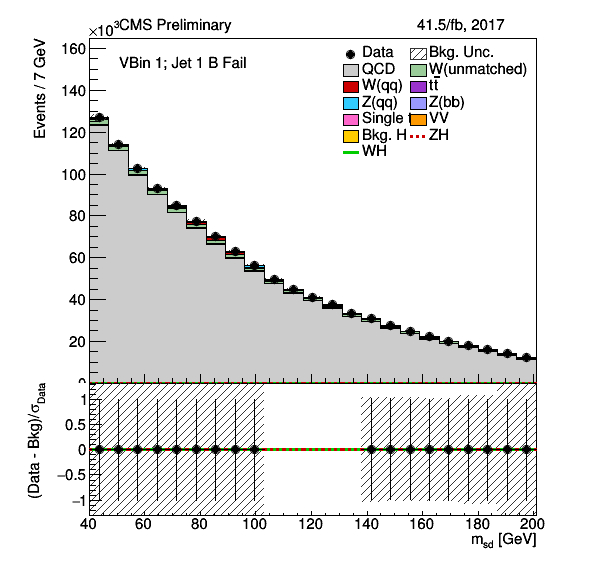 ×10³ CMS Preliminary 41.5/fb, 2017
Events / 7 GeV
VBin 1; Jet 1 B Fail
Data Bkg. Unc.
QCD W(unmatched)
W(qq) tt̄
Z(qq) Z(bb)
Single VV
Bkg. H ZH
WH
160
140
120
100
80
60
40
20
0
(Data - Bkg)/σData
1
0.5
0
−0.5
−1
40 60 80 100 120 140 160 180 200
msd [GeV]